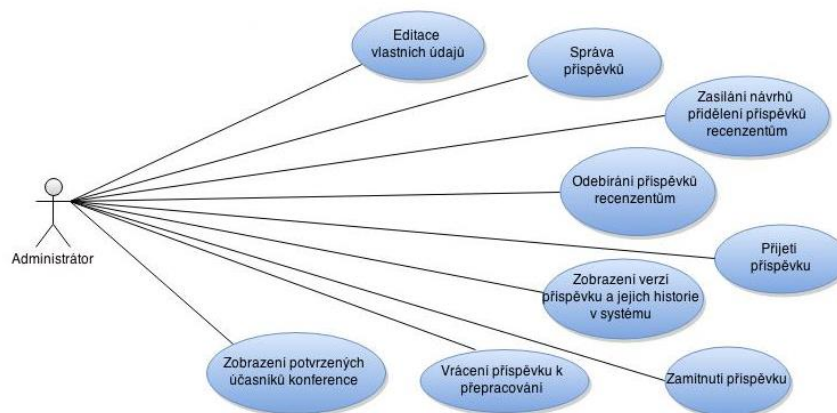 Editace
vlastních údajů
Správa
příspěvků
Zasílání návrhů
přidělení příspěvků
recenzentům
Odebírání příspěvků
recenzentům
Administrátor
Přijetí
příspěvku
Zobrazení verzí
příspěvku a jejich historie
v systému
Zobrazení potvrzených
účasníků konference
Vrácení příspěvku k
přepracování
Zamítnutí příspěvku